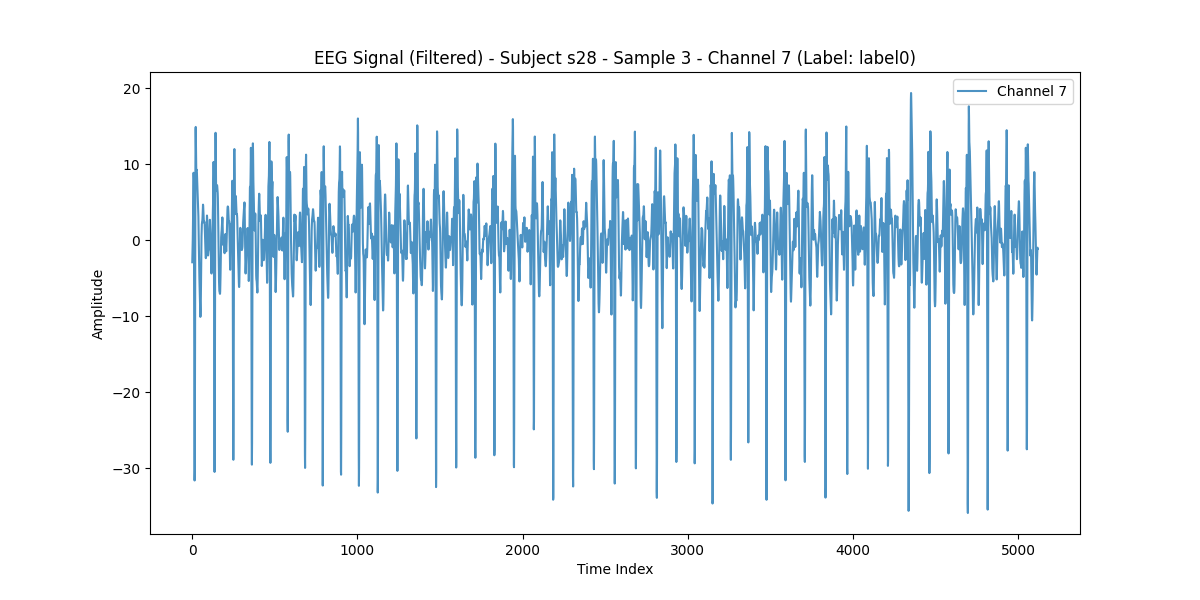 EEG Signal (Filtered) - Subject s28 - Sample 3 - Channel 7 (Label: label0)
Channel 7
20
10
0
−10
−20
−30
Amplitude
0 1000 2000 3000 4000 5000
Time Index